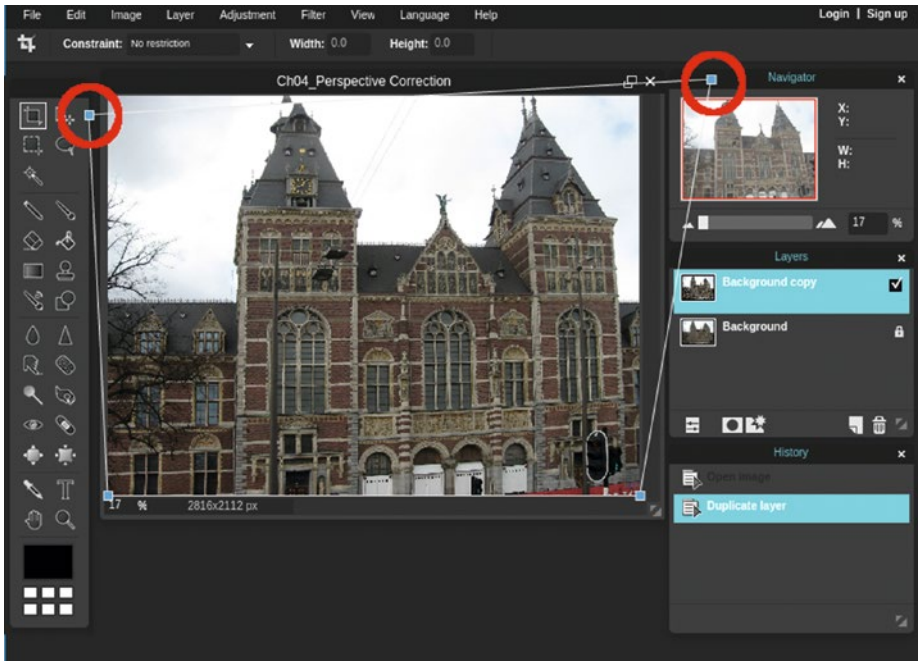 File Edit Image Layer Adjustment Filter View Language Help Login | Sign up
Constraint: No restriction Width: 0.0 Height: 0.0
Ch04_Perspective Correction
Navigator
X:
Y:
W:
H:
17 %
Layers
Background copy
Background
History
Open image
Duplicate layer
17 % 2816x2112 px